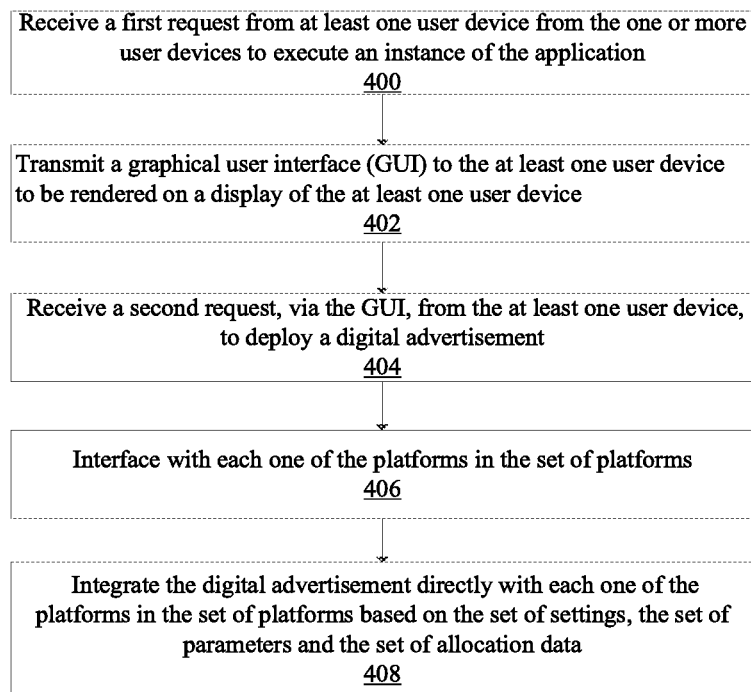 Receive a first request from at least one user device from the one or more
user devices to execute an instance of the application
400
Transmit a graphical user interface (GUI) to the at least one user device
to be rendered on a display of the at least one user device
402
Receive a second request, via the GUI, from the at least one user device,
to deploy a digital advertisement
404
Interface with each one of the platforms in the set of platforms
406
Integrate the digital advertisement directly with each one of the
platforms in the set of platforms based on the set of settings, the set of
parameters and the set of allocation data
408